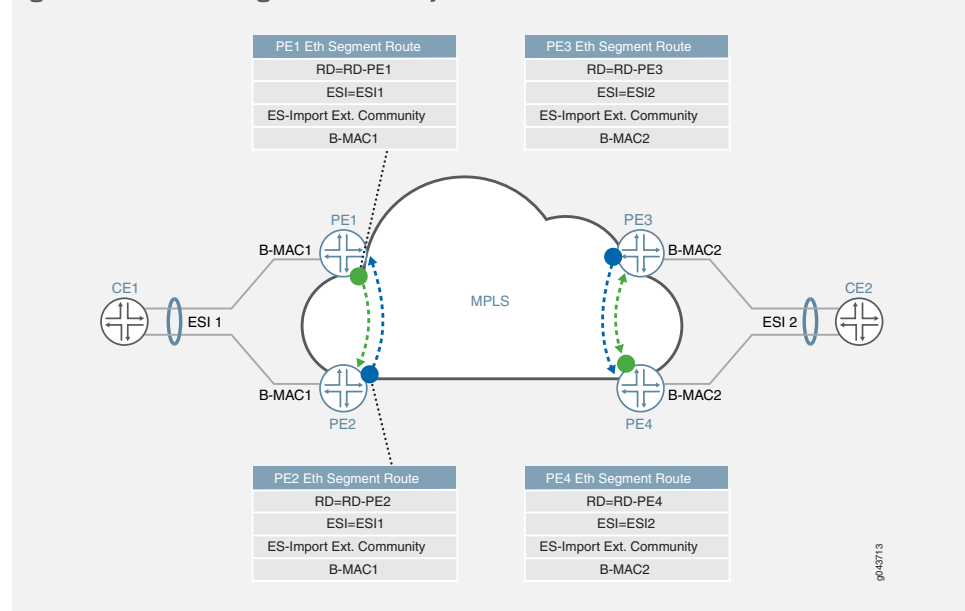 PE1 Eth Segment Route
RD=RD-PE1
ESI=ESI1
ES-Import Ext. Community
B-MAC1
PE3 Eth Segment Route
RD=RD-PE3
ESI=ESI2
ES-Import Ext. Community
B-MAC2
PE1
PE3
B-MAC1
B-MAC2
CE1
CE2
MPLS
ESI 1
ESI 2
B-MAC1
B-MAC2
PE2
PE4
PE2 Eth Segment Route
RD=RD-PE2
ESI=ESI1
ES-Import Ext. Community
B-MAC1
PE4 Eth Segment Route
RD=RD-PE4
ESI=ESI2
ES-Import Ext. Community
B-MAC2
g043713